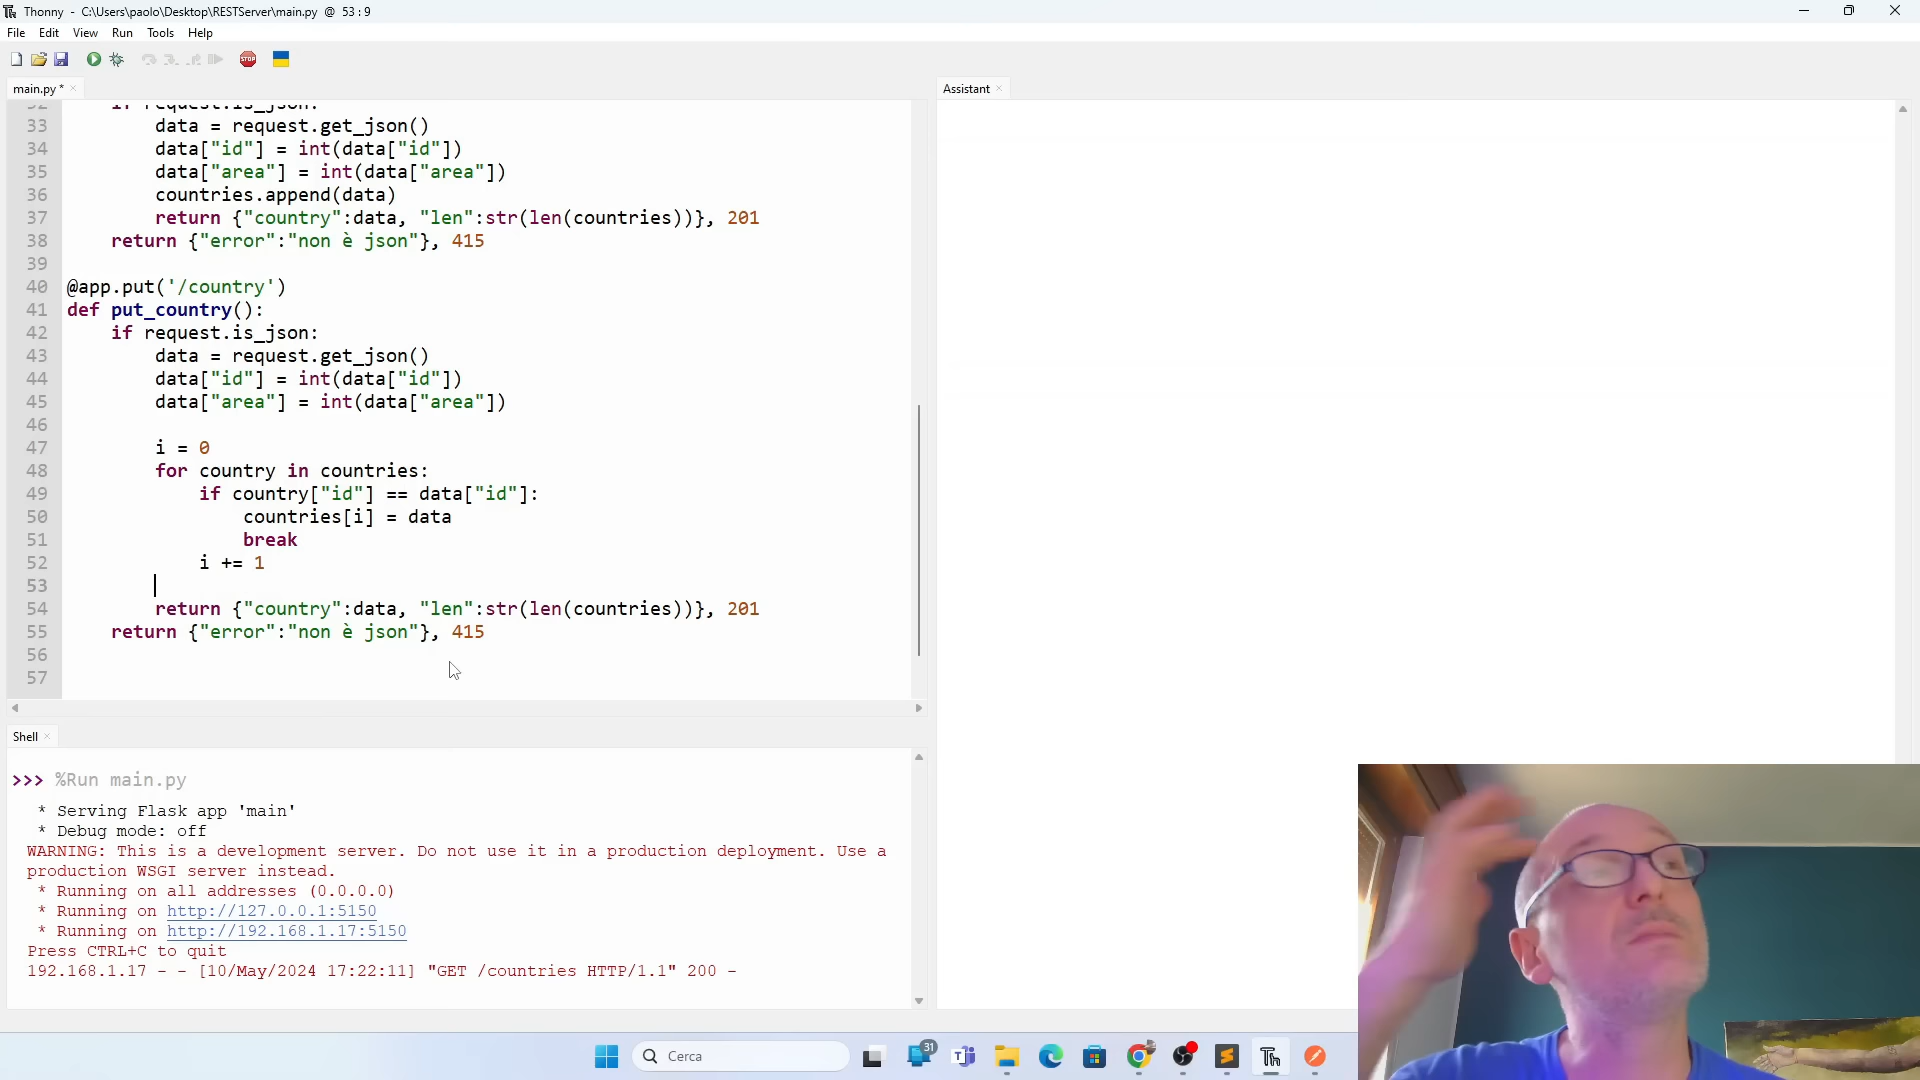 Thonny - C:\Users\paolo\Desktop\RESTServer\main.py @ 53 : 9
File Edit View Run Tools Help
STOP
main.py *
Assistant
32 if request.is_json:
33 data = request.get_json()
34 data["id"] = int(data["id"])
35 data["area"] = int(data["area"])
36 countries.append(data)
37 return {"country":data, "len":str(len(countries))}, 201
38 return {"error":"non è json"}, 415
39
40 @app.put('/country')
41 def put_country():
42 if request.is_json:
43 data = request.get_json()
44 data["id"] = int(data["id"])
45 data["area"] = int(data["area"])
46
47 i = 0
48 for country in countries:
49 if country["id"] == data["id"]:
50 countries[i] = data
51 break
52 i += 1
53
54 return {"country":data, "len":str(len(countries))}, 201
55 return {"error":"non è json"}, 415
56
57
Shell
>>> %Run main.py
* Serving Flask app 'main'
* Debug mode: off
WARNING: This is a development server. Do not use it in a production deployment. Use a
production WSGI server instead.
* Running on all addresses (0.0.0.0)
* Running on http://127.0.0.1:5150
* Running on http://192.168.1.17:5150
Press CTRL+C to quit
192.168.1.17 - - [10/May/2024 17:22:11] "GET /countries HTTP/1.1" 200 -
Cerca
31